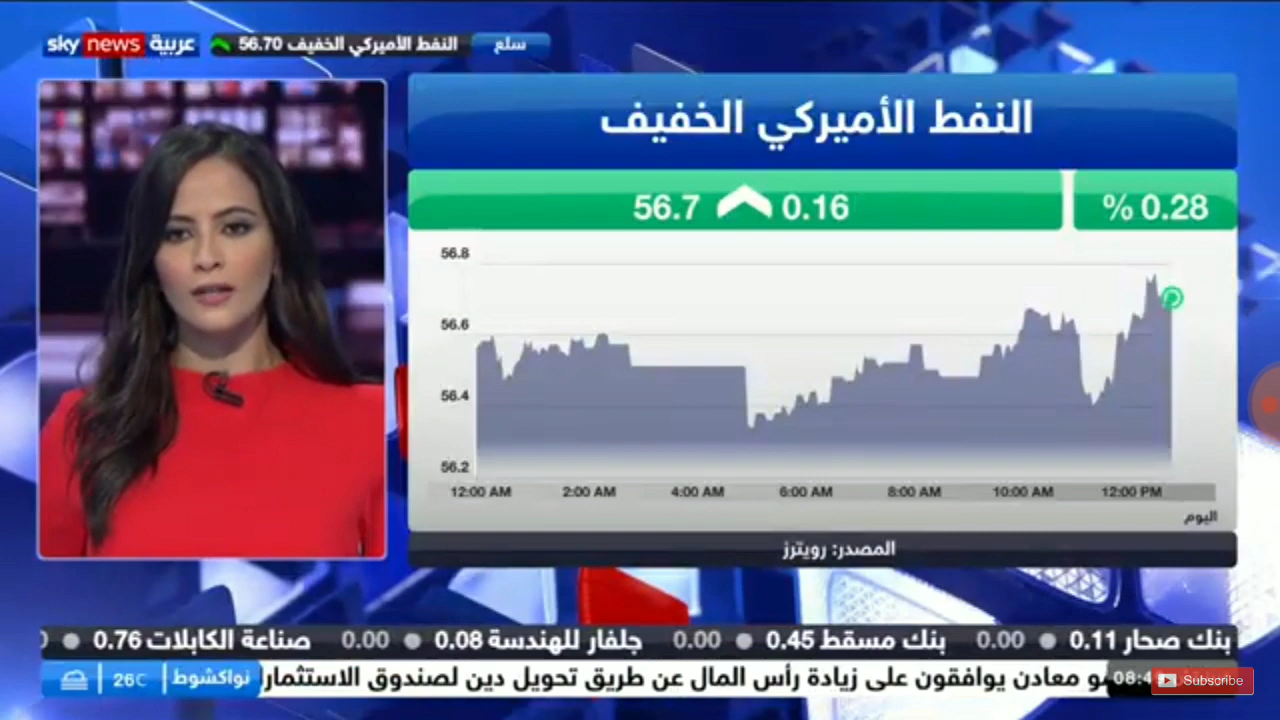 sky news عربية
النفط الأميركي الخفيف 56.70
سلع
النفط الأميركي الخفيف
56.7 0.16
% 0.28
56.8
56.6
56.4
56.2
12:00 AM 2:00 AM 4:00 AM 6:00 AM 8:00 AM 10:00 AM 12:00 PM
اليوم
المصدر: رويترز
بنك صحار 0.11 0.00 بنك مسقط 0.45 0.00 جلفار للهندسة 0.08 0.00 صناعة الكابلات 0.76
معادن يوافقون على زيادة رأس المال عن طريق تحويل دين لصندوق
نواكشوط 26C
Subscribe